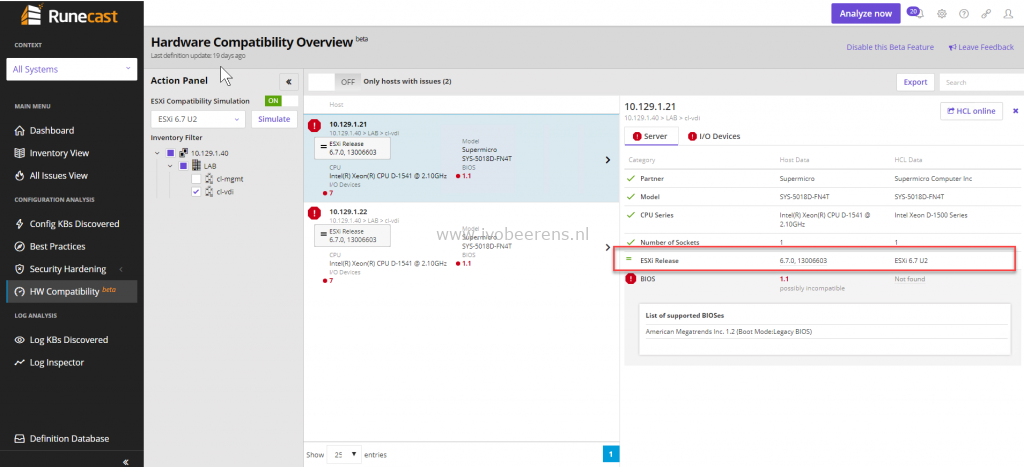 Runecast
Analyze now
20
CONTEXT
All Systems
MAIN MENU
Dashboard
Inventory View
All Issues View
CONFIGURATION ANALYSIS
Config KBs Discovered
Best Practices
Security Hardening
HW Compatibility beta
LOG ANALYSIS
Log KBs Discovered
Log Inspector
Definition Database
Hardware Compatibility Overview beta
Last definition update: 19 days ago
Disable this Beta Feature
Leave Feedback
Action Panel
ESXi Compatibility Simulation ON
ESXi 6.7 U2 Simulate
Inventory Filter
10.129.1.40
LAB
cl-mgmt
cl-vdi
OFF Only hosts with issues (2)
Export Search
Host
10.129.1.21
10.129.1.40 > LAB > cl-vdi
ESXi Release
6.7.0, 13006603
CPU
Intel(R) Xeon(R) CPU D-1541 @ 2.10GHz
I/O Devices
7
Model
Supermicro
SYS-5018D-FN4T
BIOS
1.1
10.129.1.22
10.129.1.40 > LAB > cl-vdi
ESXi Release
6.7.0, 13006603
CPU
Intel(R) Xeon(R) CPU D-1541 @ 2.10GHz
I/O Devices
7
Model
Supermicro
SYS-5018D-FN4T
BIOS
1.1
Show 25 entries
1
www.ivobeerens.nl
10.129.1.21
10.129.1.40 > LAB > cl-vdi
HCL online
Server I/O Devices
Category Host Data HCL Data
Partner Supermicro Supermicro Computer Inc
Model SYS-5018D-FN4T SYS-5018D-FN4T
CPU Series Intel(R) Xeon(R) CPU D-1541 @ Intel Xeon D-1500 Series
2.10GHz
Number of Sockets 1 1
ESXi Release 6.7.0, 13006603 ESXi 6.7 U2
BIOS 1.1 Not found
possibly incompatible
List of supported BIOSes
American Megatrends Inc. 1.2 (Boot Mode:Legacy BIOS)